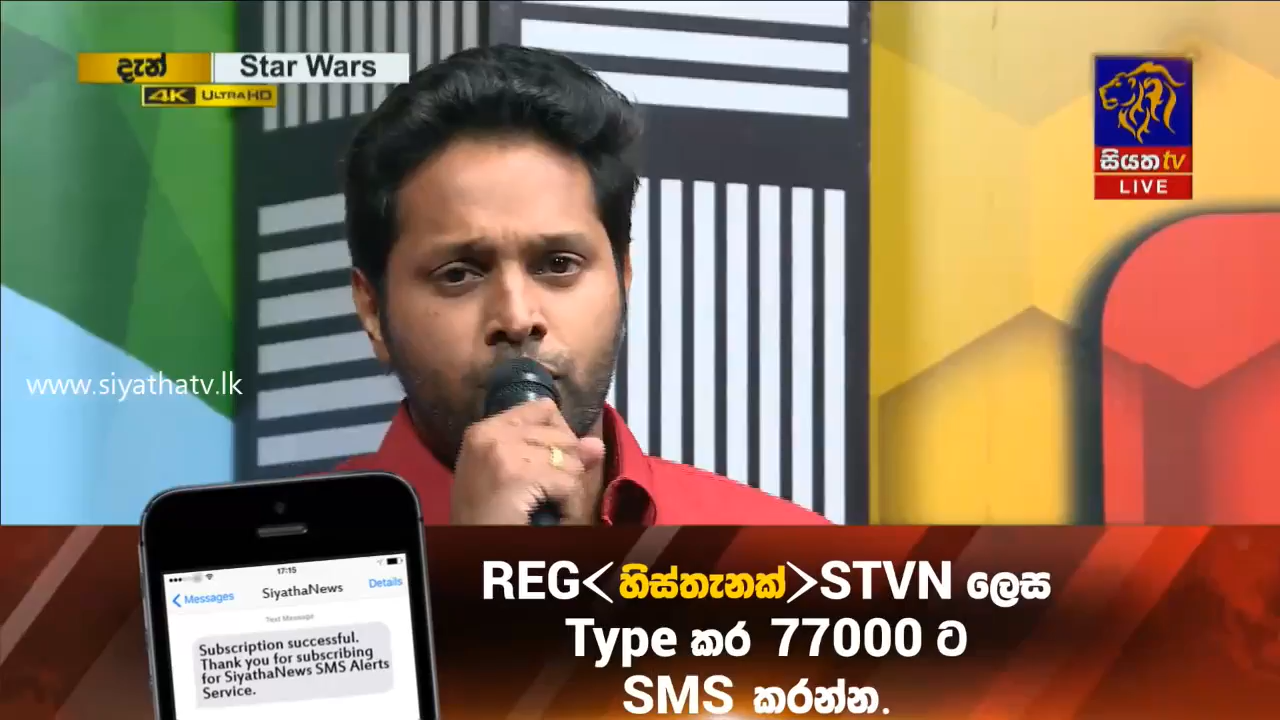 දැන් Star Wars
4K ULTRA HD
සියත tv
LIVE
www.siyathatv.lk
17:15
Messages SiyathaNews Details
Text Message
Subscription successful.
Thank you for subscribing
for SiyathaNews SMS Alerts
Service.
REG<හිස්තැනක්>STVN ලෙස
Type කර 77000 ට
SMS කරන්න.